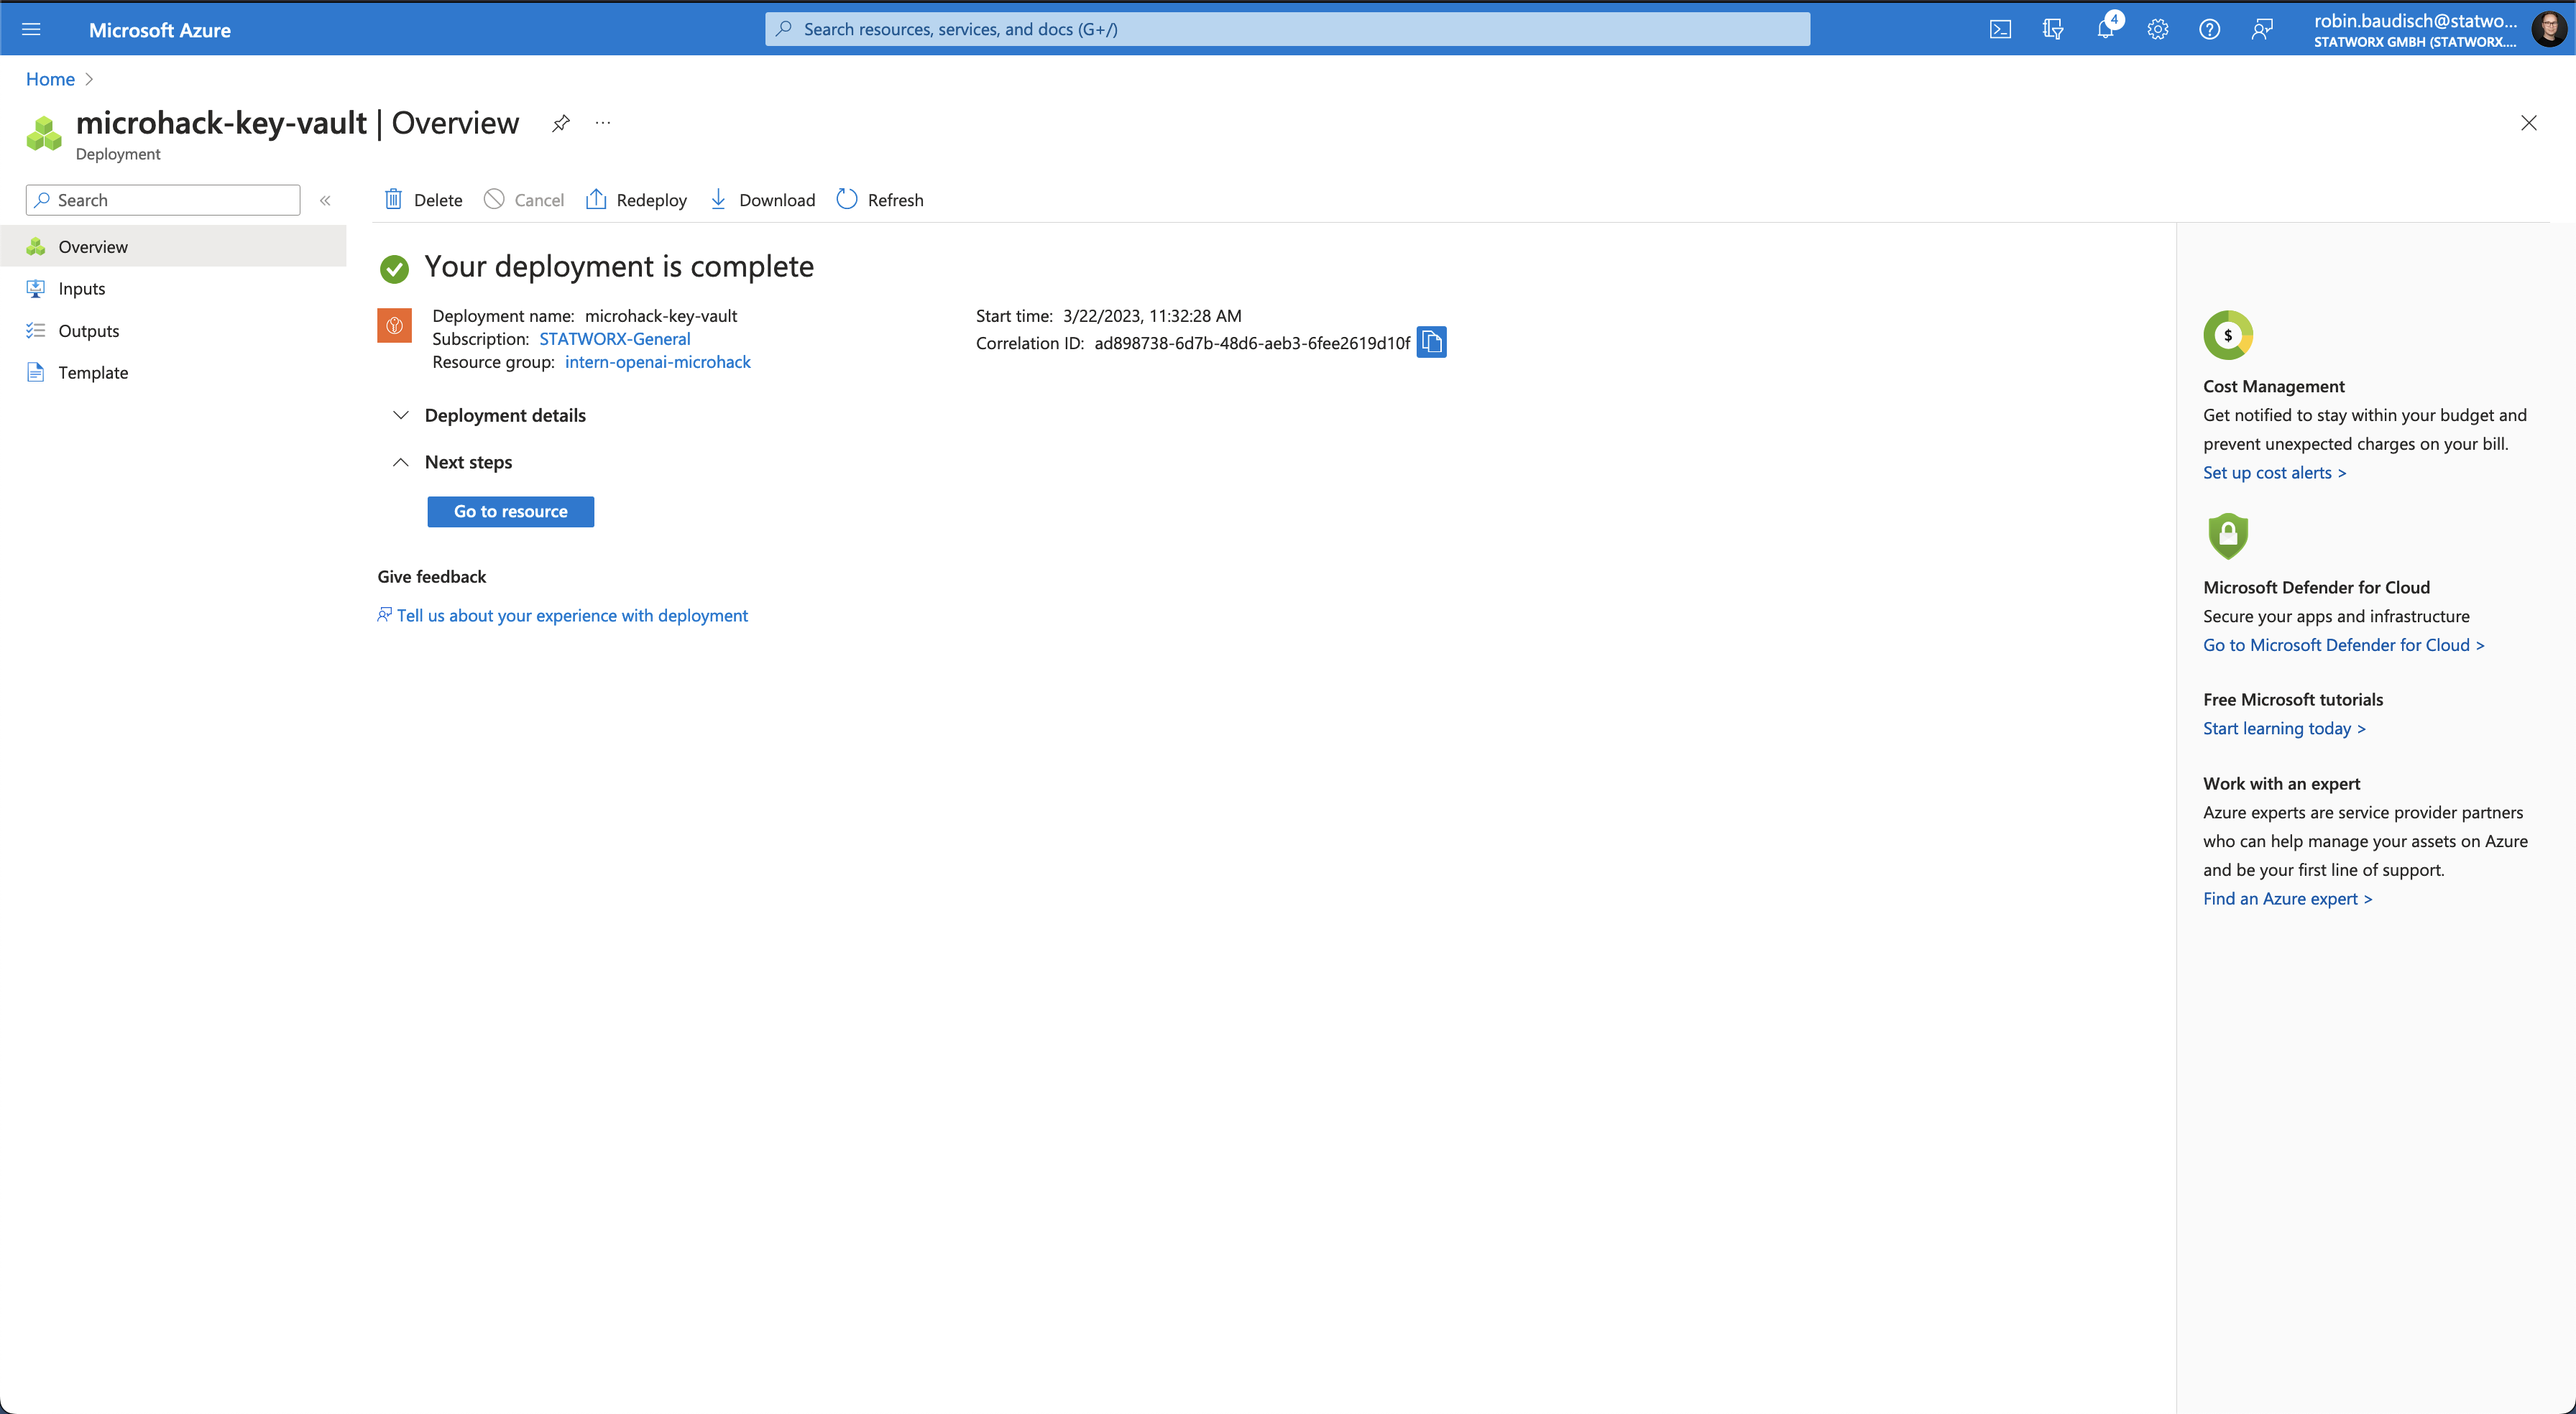 Microsoft Azure
Search resources, services, and docs (G+/)
4
robin.baudisch@statwo...
STATWORX GMBH (STATWORX....
Home
microhack-key-vault | Overview
...
Deployment
Search
«
Delete
Cancel
Redeploy
Download
Refresh
Overview
Inputs
Outputs
Template
Your deployment is complete
Deployment name: microhack-key-vault
Subscription: STATWORX-General
Resource group: intern-openai-microhack
Start time: 3/22/2023, 11:32:28 AM
Correlation ID: ad898738-6d7b-48d6-aeb3-6fee2619d10f
Deployment details
Next steps
Go to resource
Give feedback
Tell us about your experience with deployment
$
Cost Management
Get notified to stay within your budget and
prevent unexpected charges on your bill.
Set up cost alerts >
Microsoft Defender for Cloud
Secure your apps and infrastructure
Go to Microsoft Defender for Cloud >
Free Microsoft tutorials
Start learning today >
Work with an expert
Azure experts are service provider partners
who can help manage your assets on Azure
and be your first line of support.
Find an Azure expert >